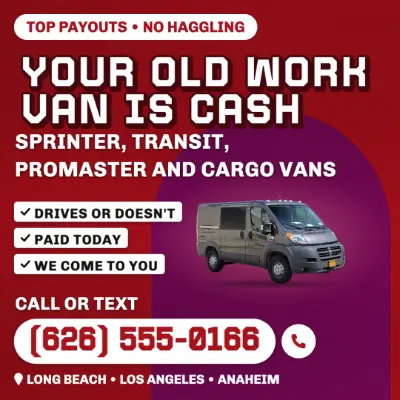 TOP PAYOUTS • NO HAGGLING
YOUR OLD WORK
VAN IS CASH
SPRINTER, TRANSIT,
PROMASTER AND CARGO VANS
DRIVES OR DOESN'T
PAID TODAY
WE COME TO YOU
CALL OR TEXT
(626) 555-0166
LONG BEACH • LOS ANGELES • ANAHEIM